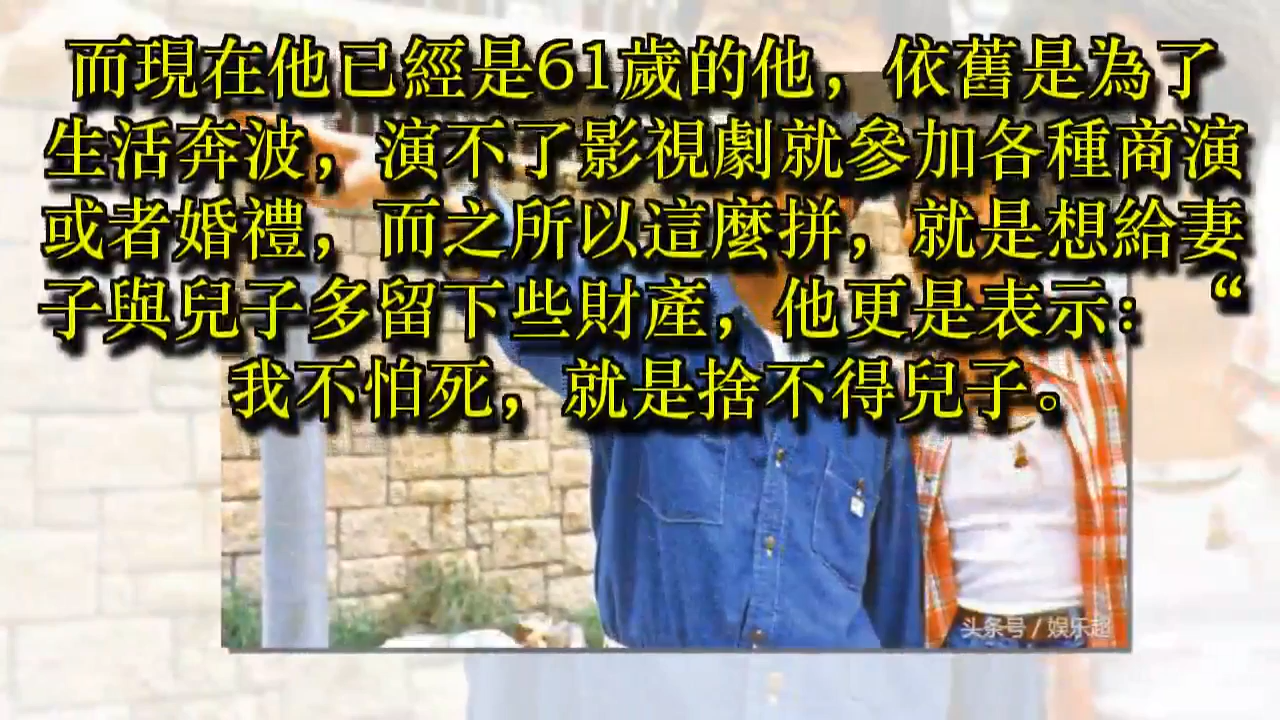 而現在他已經是61歲的他，依舊是為了
生活奔波，演不了影視劇就參加各種商演
或者婚禮，而之所以這麼拼，就是想給妻
子與兒子多留下些財產，他更是表示：“
我不怕死，就是捨不得兒子。
头条号 / 娱乐超